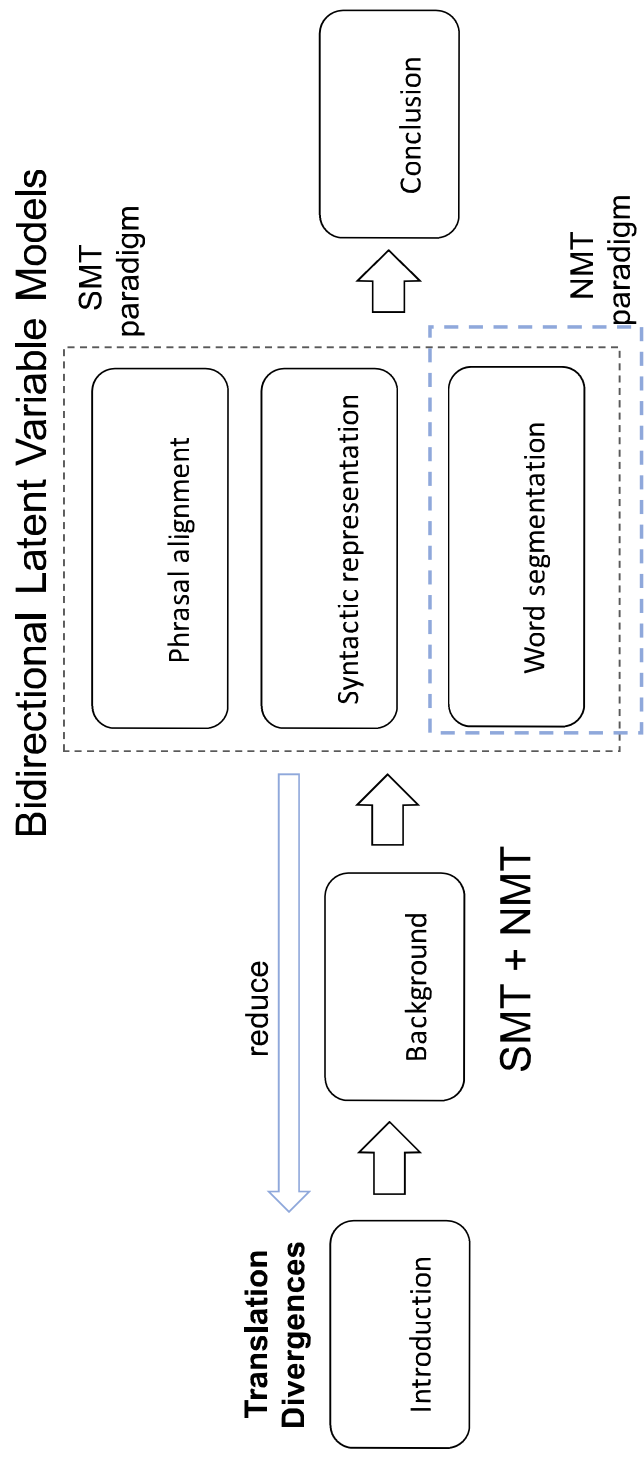 Bidirectional Latent Variable Models
SMT
paradigm
Phrasal alignment
reduce
Translation
Divergences
Syntactic representation
Introduction
Background
Conclusion
SMT + NMT
Word segmentation
NMT
paradigm